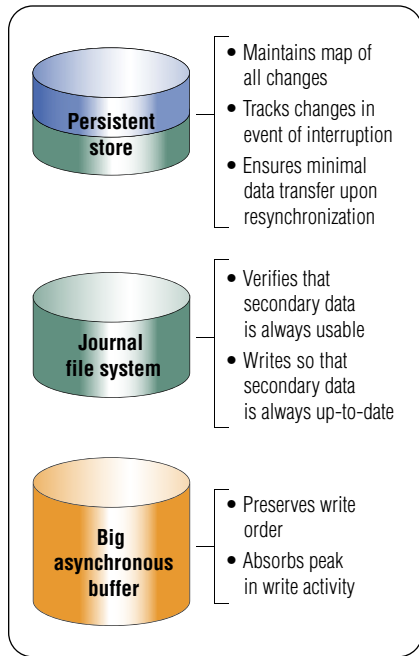 Persistent
store
• Maintains map of
all changes
• Tracks changes in
event of interruption
• Ensures minimal
data transfer upon
resynchronization
Journal
file system
• Verifies that
secondary data
is always usable
• Writes so that
secondary data
is always up-to-date
Big
asynchronous
buffer
• Preserves write
order
• Absorbs peak
in write activity